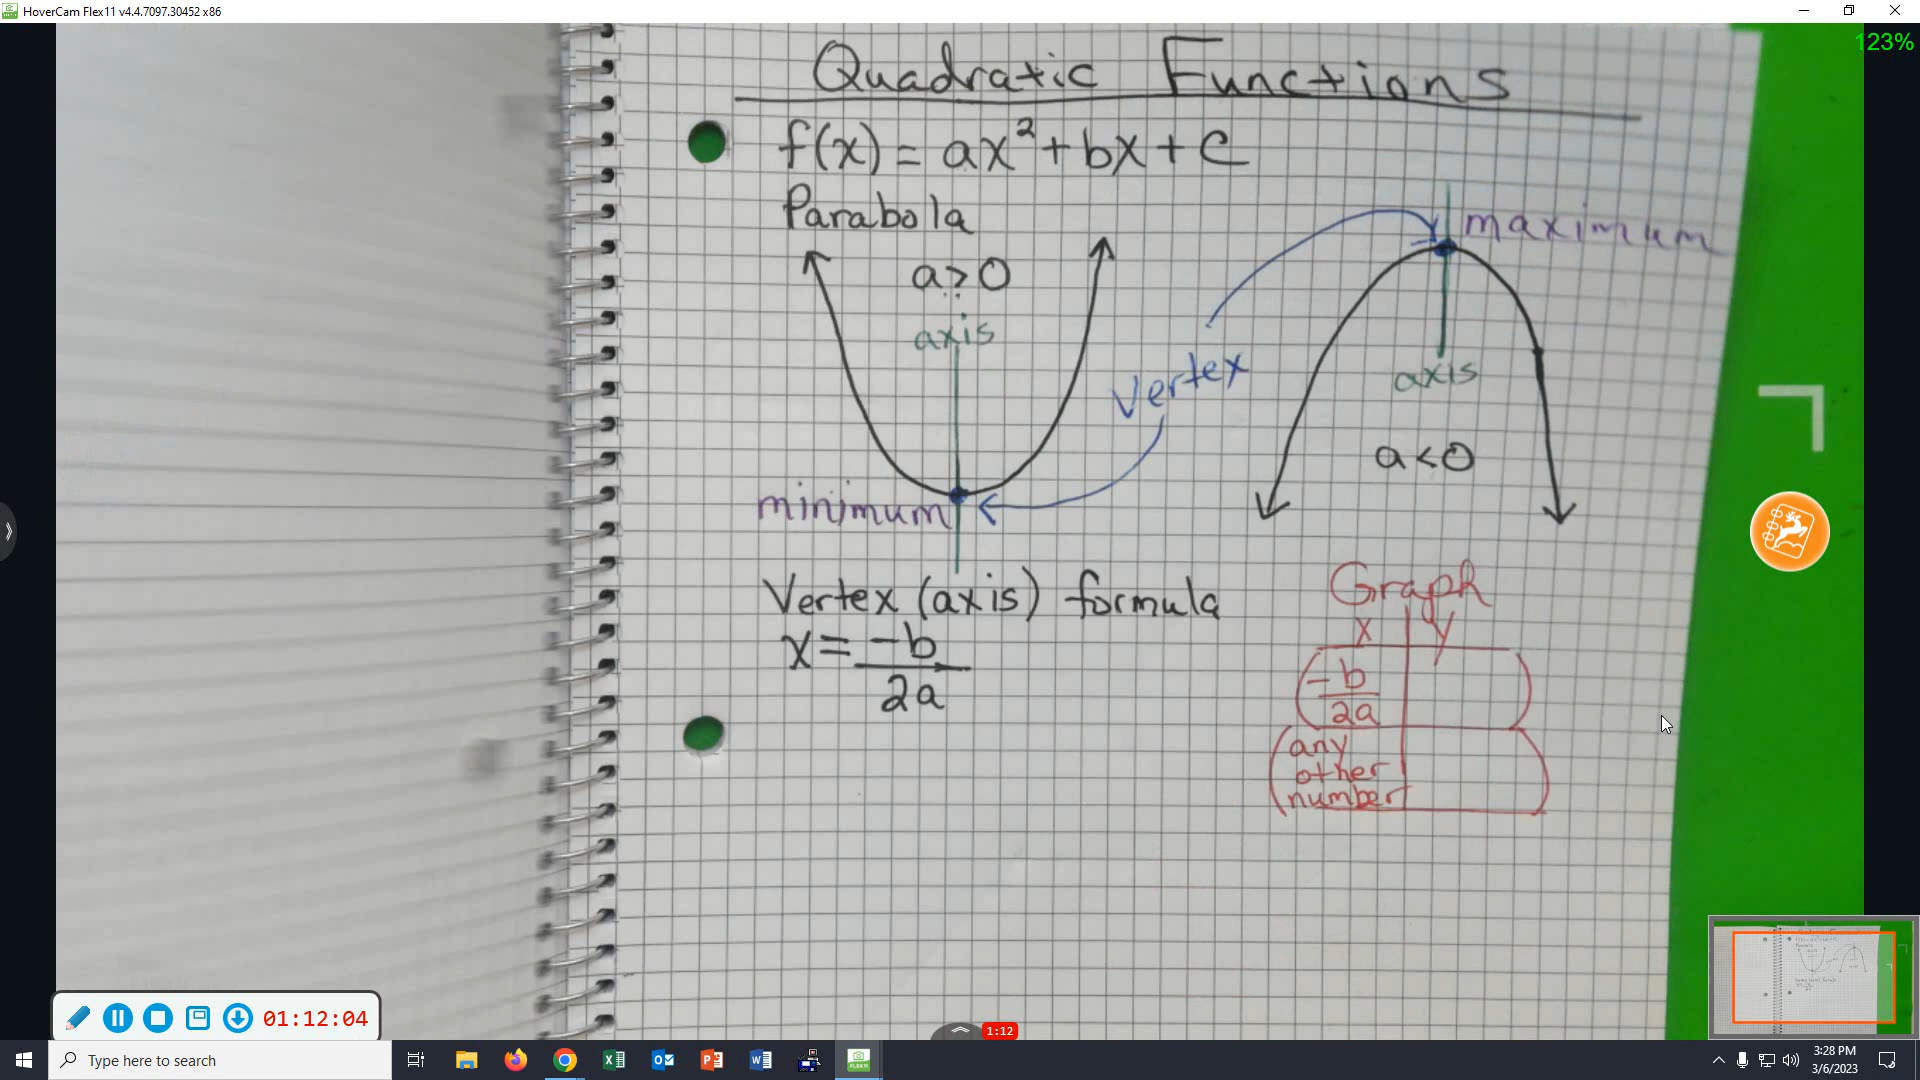 HoverCam Flex11 v4.4.7097.30452 x86
123%
Quadratic Functions
f(x) = ax² + bx + c
Parabola
a > 0
axis
maximum
Vertex
axis
a < 0
minimum
Vertex (axis) formula
x = -b
2a
Graph
x y
-b
2a
any
other
number
01:12:04
1:12
Type here to search
3:28 PM
3/6/2023